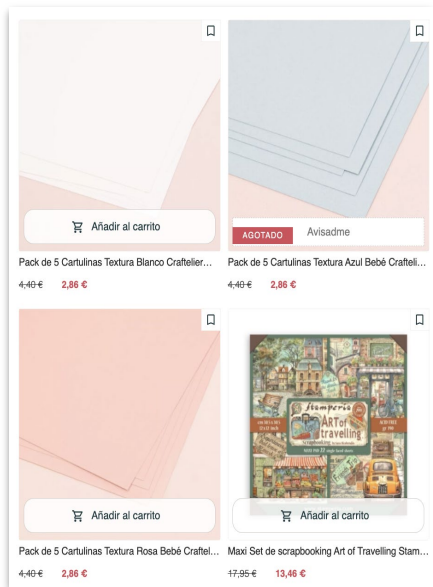 Añadir al carrito
AGOTADO Avisadme
Pack de 5 Cartulinas Textura Blanco Craftelier...
Pack de 5 Cartulinas Textura Azul Bebé Crafteli...
4,40 € 2,86 €
4,40 € 2,86 €
Stamperia
ART of
travelling
Añadir al carrito
Añadir al carrito
Pack de 5 Cartulinas Textura Rosa Bebé Craftel...
Maxi Set de scrapbooking Art of Travelling Stam...
4,40 € 2,86 €
17,95 € 13,46 €